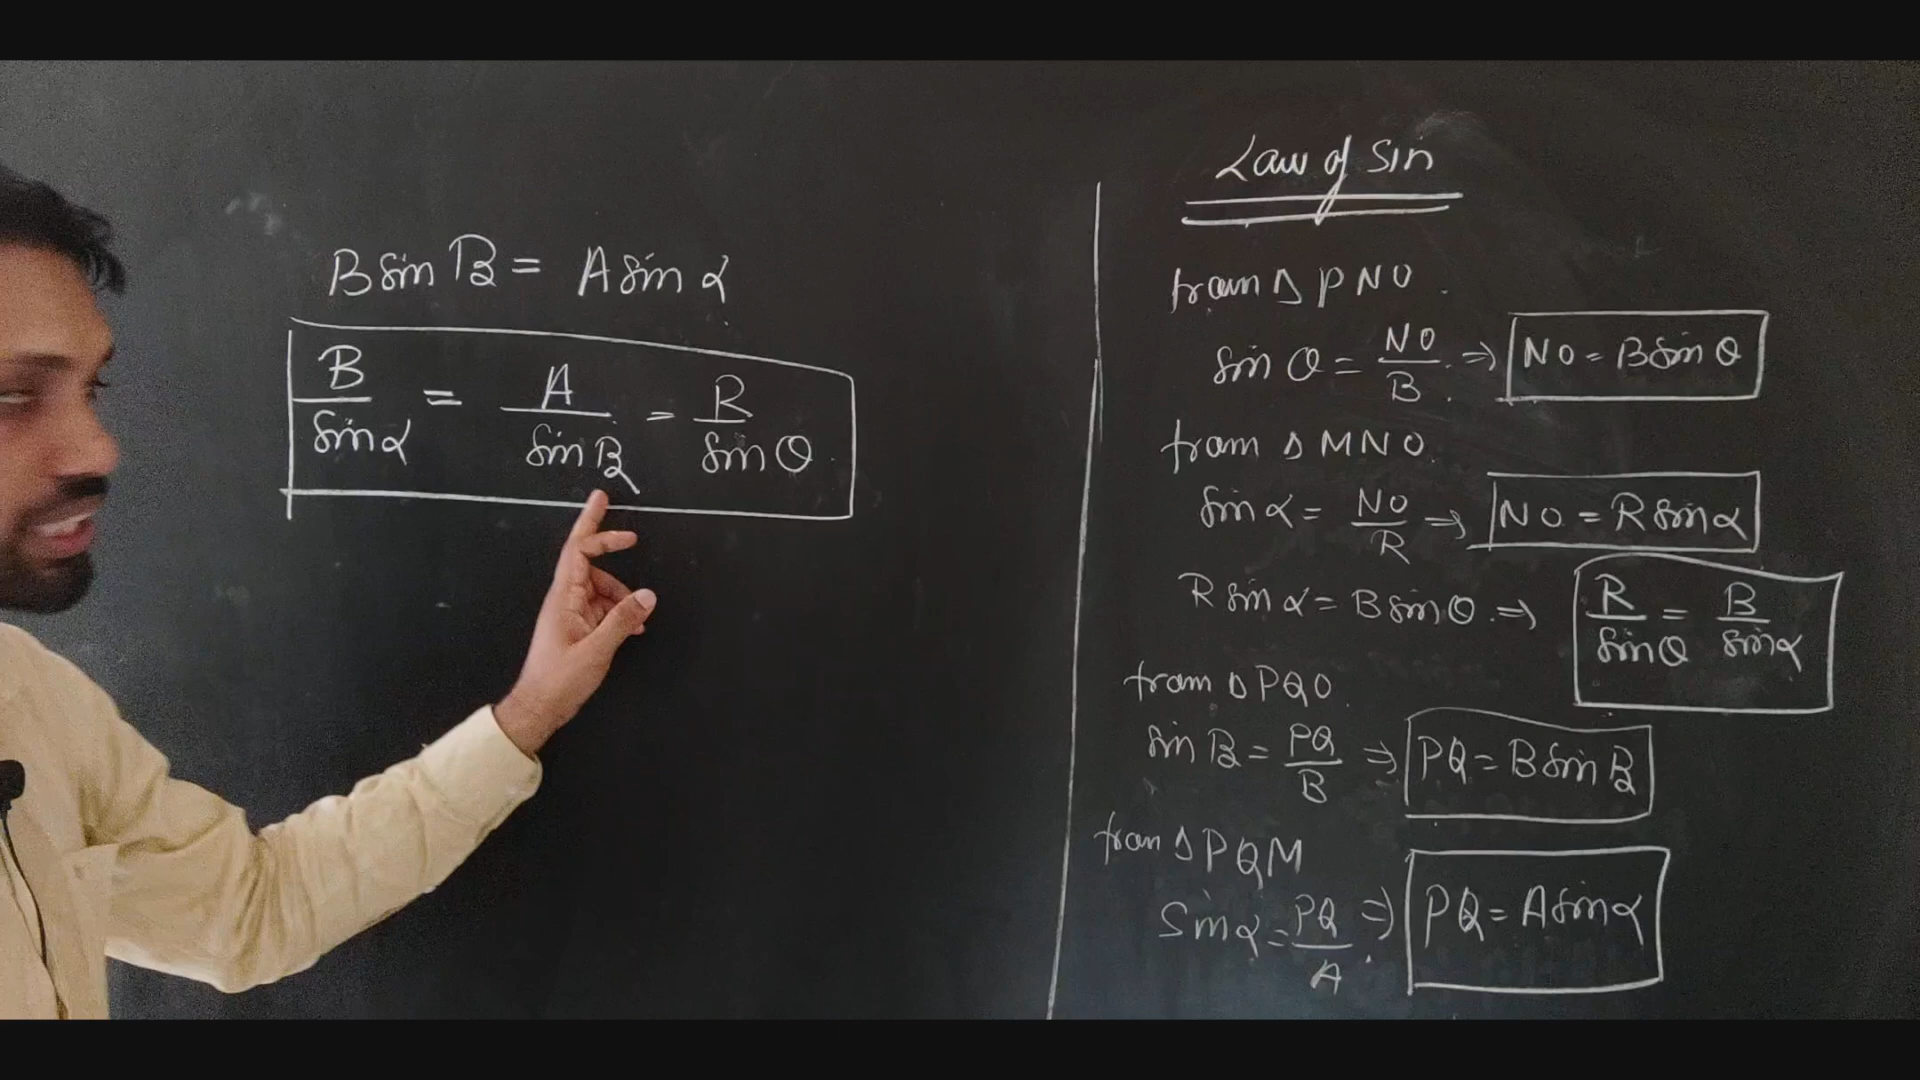 B sin β = A sin α
B/sin α = A/sin β = R/sin θ
Law of sin
from Δ PNO.
sin θ = NO/B. ⇒ NO = B sin θ
from Δ MNO.
sin α = NO/R ⇒ NO = R sin α
R sin α = B sin θ. ⇒ R/sin θ = B/sin α
from Δ PQO.
sin β = PQ/B ⇒ PQ = B sin β
from Δ PQM
Sin α = PQ/A. ⇒ PQ = A sin α